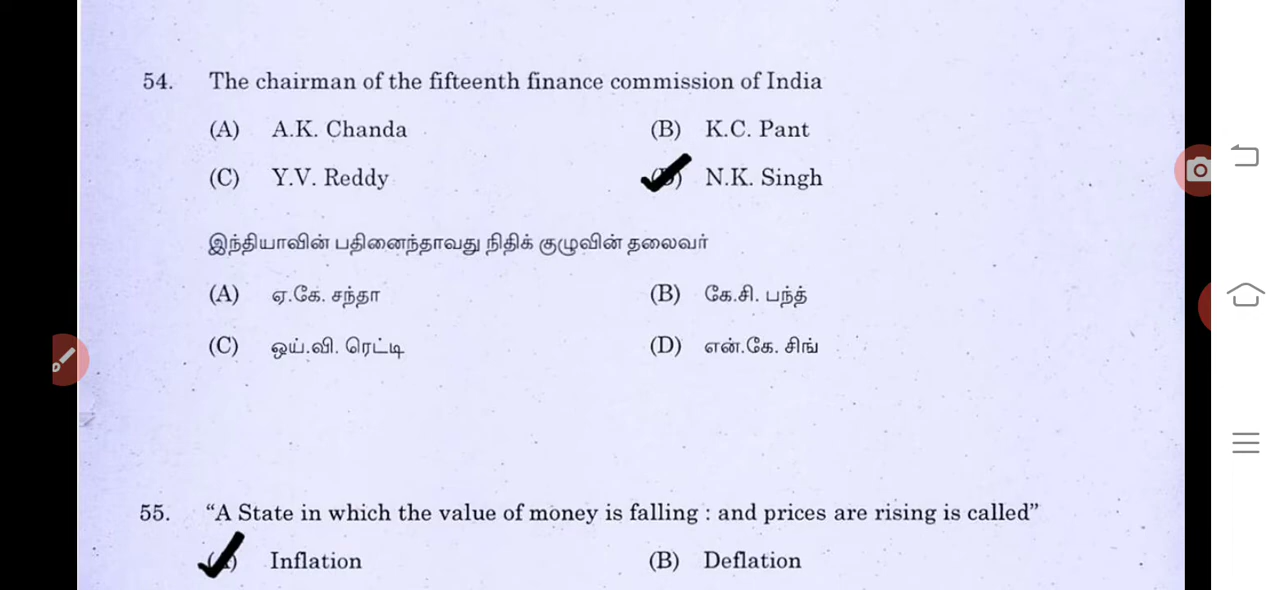 54. The chairman of the fifteenth finance commission of India
(A) A.K. Chanda (B) K.C. Pant
(C) Y.V. Reddy (D) N.K. Singh
இந்தியாவின் பதினைந்தாவது நிதிக் குழுவின் தலைவர்
(A) ஏ.கே. சந்தா (B) கே.சி. பந்த்
(C) ஒய்.வி. ரெட்டி (D) என்.கே. சிங்
55. “A State in which the value of money is falling : and prices are rising is called”
(A) Inflation (B) Deflation